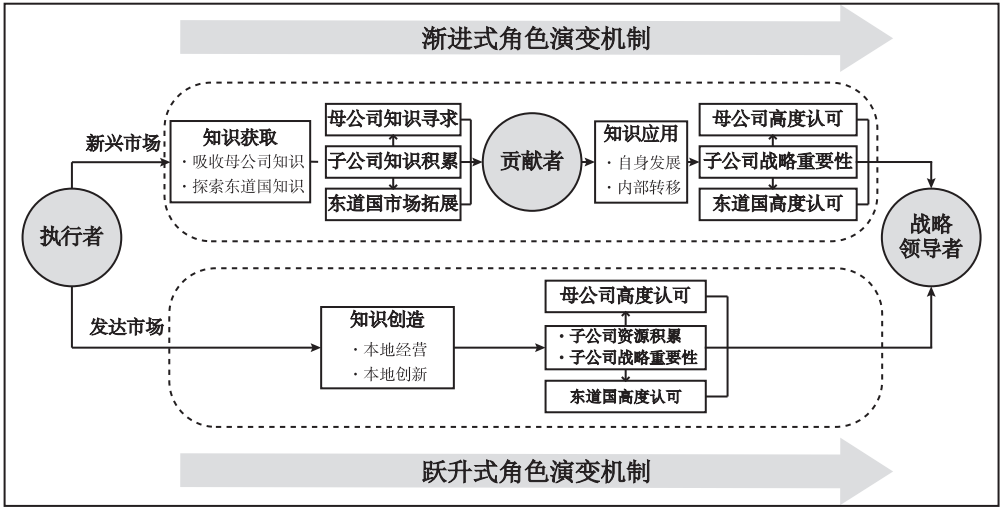 渐进式角色演变机制
新兴市场
知识获取
·吸收母公司知识
·探索东道国知识
母公司知识寻求
子公司知识积累
东道国市场拓展
贡献者
知识应用
·自身发展
·内部转移
母公司高度认可
子公司战略重要性
东道国高度认可
执行者
战略
领导者
发达市场
知识创造
·本地经营
·本地创新
母公司高度认可
·子公司资源积累
·子公司战略重要性
东道国高度认可
跃升式角色演变机制